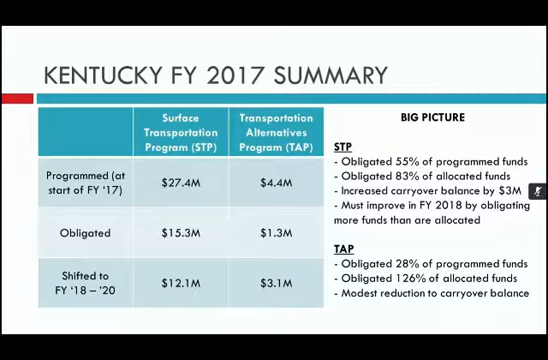 KENTUCKY FY 2017 SUMMARY
Surface
Transportation
Program (STP)
Transportation
Alternatives
Program (TAP)
Programmed (at
start of FY ‘17)
$27.4M
$4.4M
Obligated
$15.3M
$1.3M
Shifted to
FY ‘18 – ’20
$12.1M
$3.1M
BIG PICTURE
STP
- Obligated 55% of programmed funds
- Obligated 83% of allocated funds
- Increased carryover balance by $3M
- Must improve in FY 2018 by obligating
more funds than are allocated
TAP
- Obligated 28% of programmed funds
- Obligated 126% of allocated funds
- Modest reduction to carryover balance